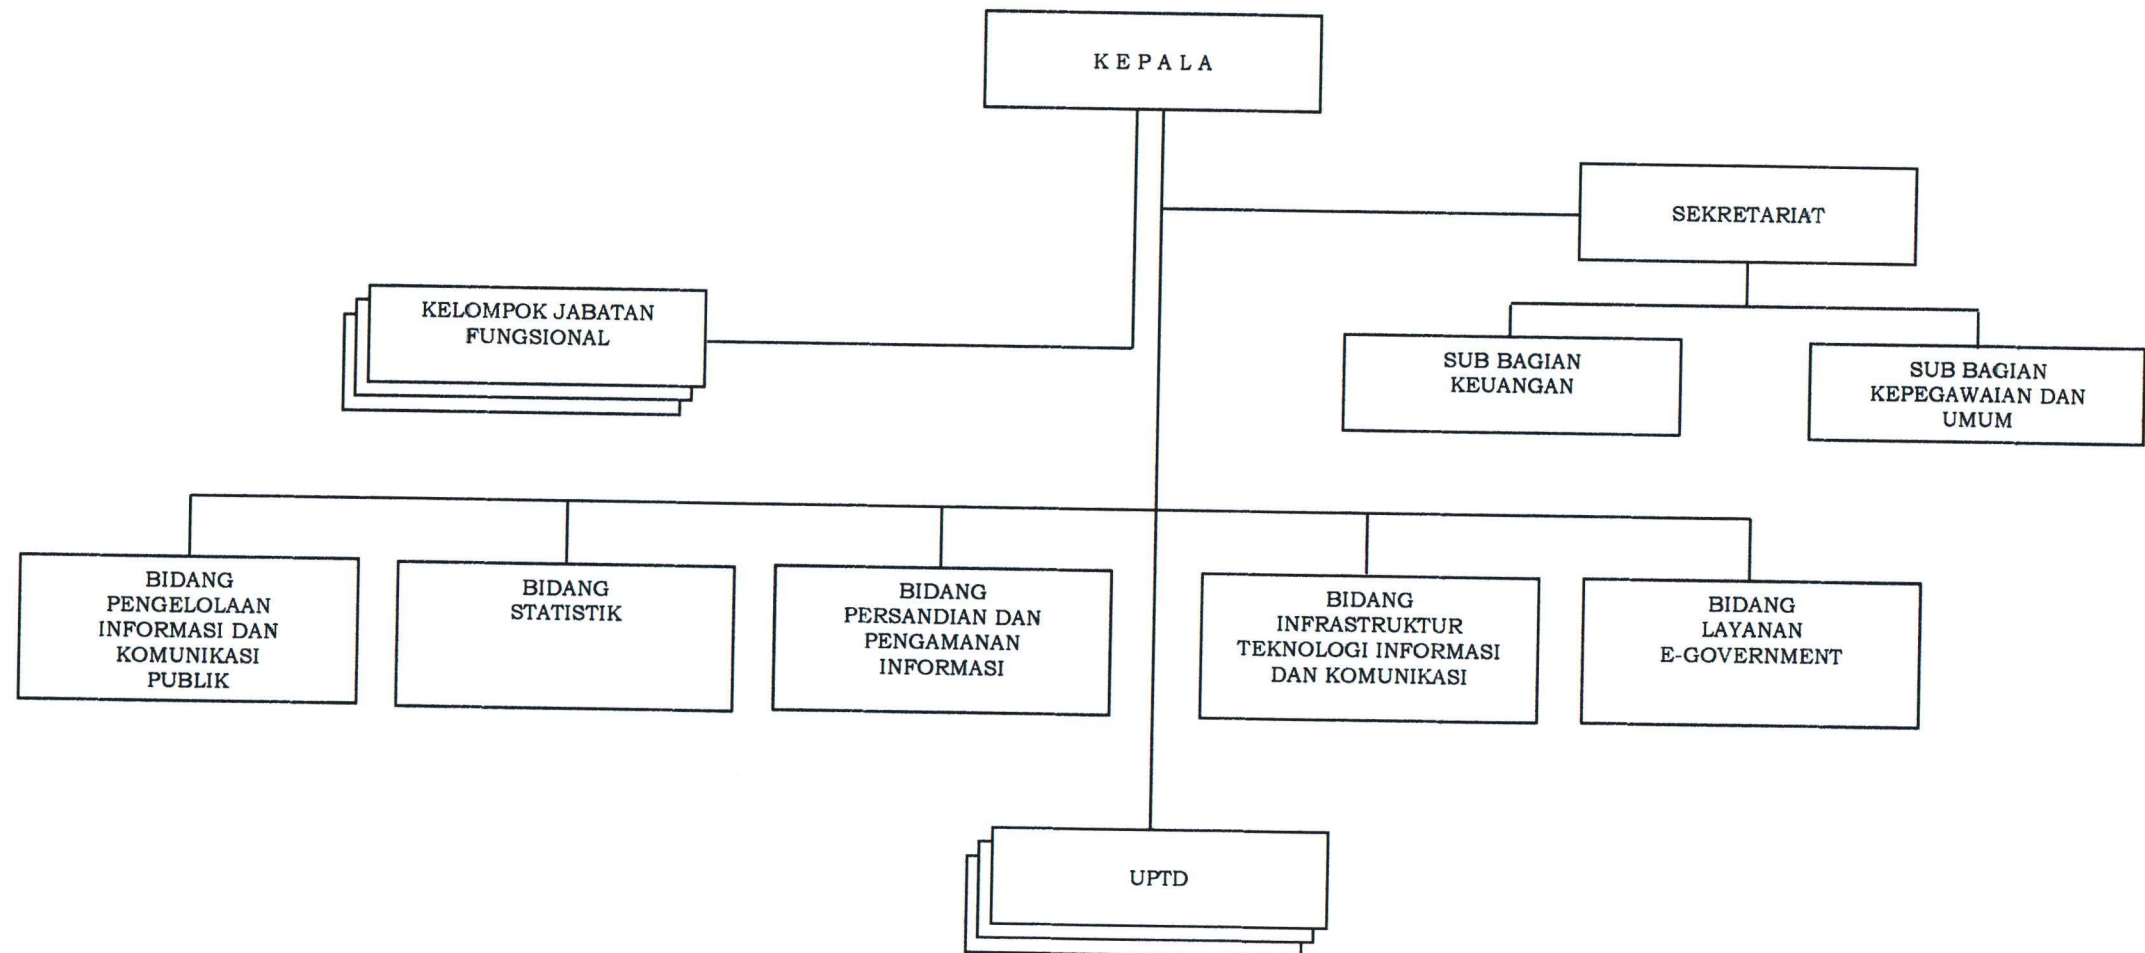 K E P A L A
SEKRETARIAT
KELOMPOK JABATAN
FUNGSIONAL
SUB BAGIAN
KEUANGAN
SUB BAGIAN
KEPEGAWAIAN DAN
UMUM
BIDANG
PENGELOLAAN
INFORMASI DAN
KOMUNIKASI
PUBLIK
BIDANG
STATISTIK
BIDANG
PERSANDIAN DAN
PENGAMANAN
INFORMASI
BIDANG
INFRASTRUKTUR
TEKNOLOGI INFORMASI
DAN KOMUNIKASI
BIDANG
LAYANAN
E-GOVERNMENT
UPTD